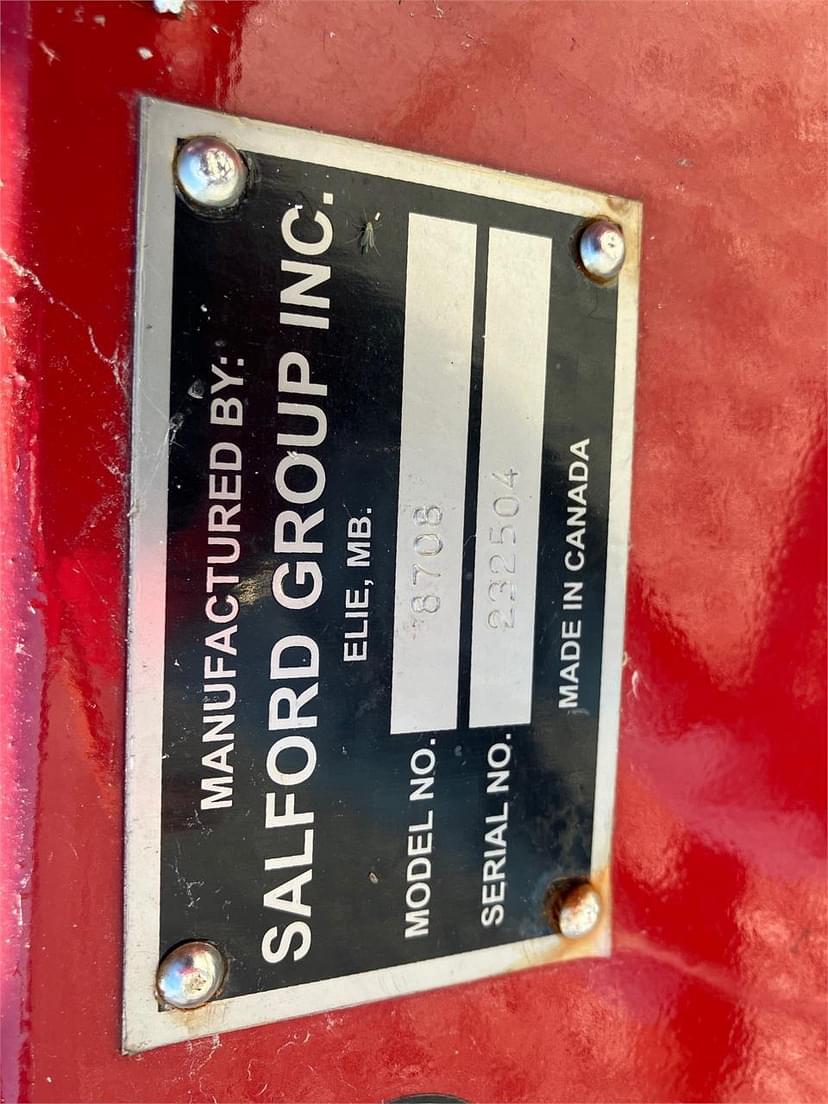 MANUFACTURED BY:
SALFORD GROUP INC.
ELIE, MB.
MODEL NO. 8708
SERIAL NO. 232504
MADE IN CANADA